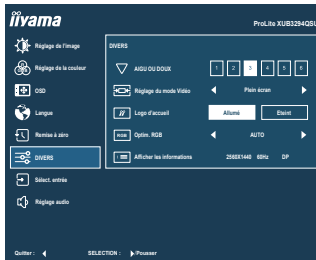 iiyama
ProLite XUB3294QSU
Réglage de l'image
Réglage de la couleur
OSD
Langue
Remise à zéro
DIVERS
Sélect. entrée
Réglage audio
DIVERS
AIGU OU DOUX 1 2 3 4 5 6
Réglage du mode Vidéo Plein écran
Logo d'accueil Allumé Eteint
RGB Optim. RGB AUTO
Afficher les informations 2560X1440 60Hz DP
Quitter : SELECTION : /Pousser